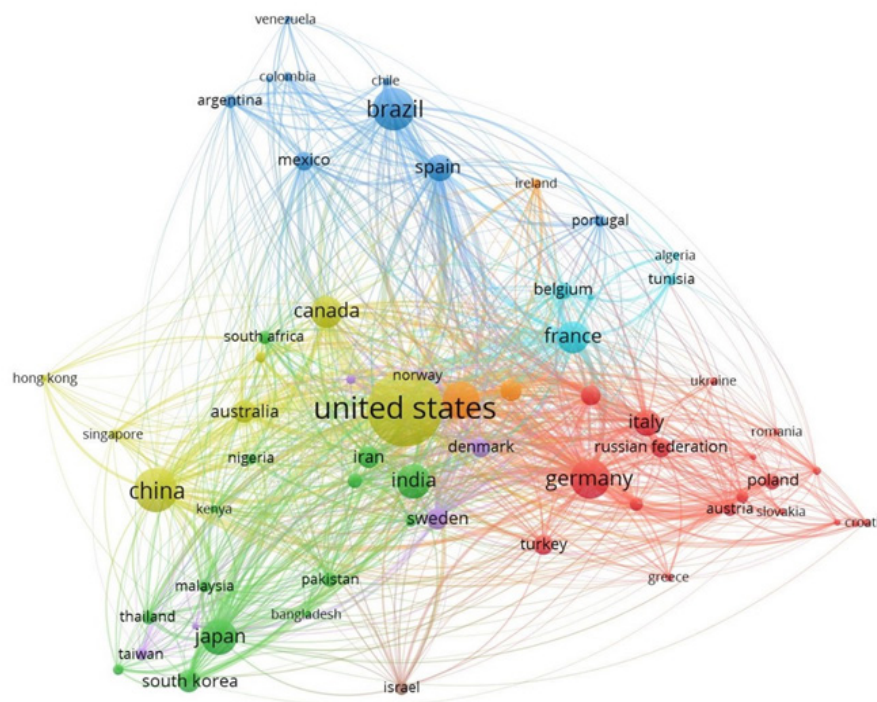 venezuela
colombia
chile
argentina
brazil
mexico
spain
ireland
portugal
algeria
tunisia
belgium
canada
south africa
france
hong kong
norway
ukraine
united states
australia
italy
singapore
romania
denmark
russian federation
nigeria
iran
india
germany
poland
china
kenya
sweden
austria
slovakia
croati
turkey
pakistan
greece
malaysia
thailand
bangladesh
japan
taiwan
south korea
israel